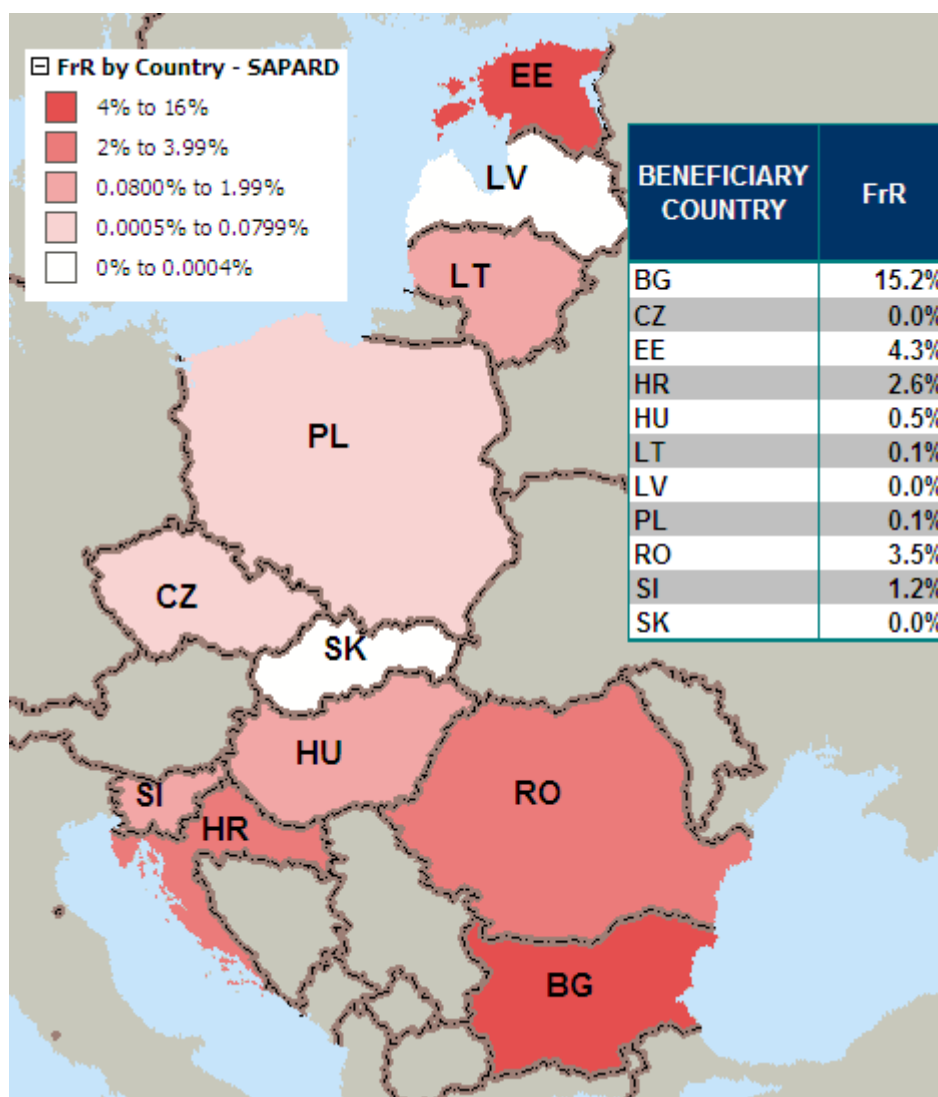 FrR by Country - SAPARD
4% to 16%
2% to 3.99%
0.0800% to 1.99%
0.0005% to 0.0799%
0% to 0.0004%
EE
LV
LT
PL
CZ
SK
HU
SI
HR
RO
BG
BENEFICIARY COUNTRY FrR
BG 15.2%
CZ 0.0%
EE 4.3%
HR 2.6%
HU 0.5%
LT 0.1%
LV 0.0%
PL 0.1%
RO 3.5%
SI 1.2%
SK 0.0%